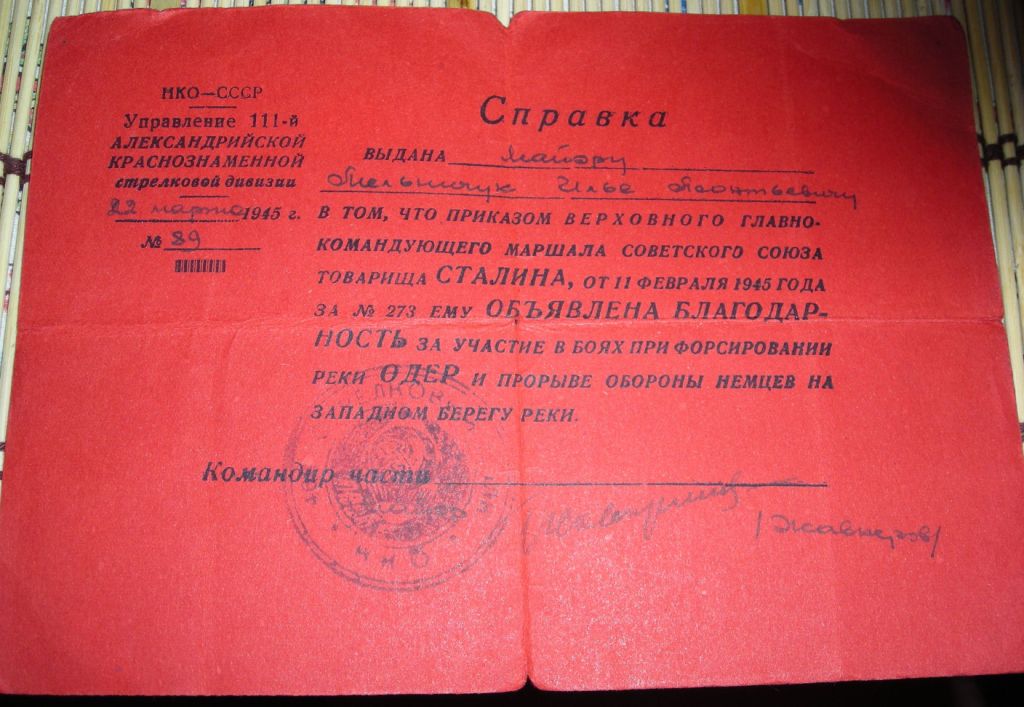 НКО—СССР
Управление 111-й
АЛЕКСАНДРИЙСКОЙ
КРАСНОЗНАМЕННОЙ
стрелковой дивизии
22 марта 1945 г.
№ 89
Справка
ВЫДАНА Майору
Мельничук Илье Леонтьевичу
В ТОМ, ЧТО ПРИКАЗОМ ВЕРХОВНОГО ГЛАВНО-
КОМАНДУЮЩЕГО МАРШАЛА СОВЕТСКОГО СОЮЗА
ТОВАРИЩА СТАЛИНА, ОТ 11 ФЕВРАЛЯ 1945 ГОДА
ЗА № 273 ЕМУ ОБЪЯВЛЕНА БЛАГОДАР-
НОСТЬ ЗА УЧАСТИЕ В БОЯХ ПРИ ФОРСИРОВАНИИ
РЕКИ ОДЕР И ПРОРЫВЕ ОБОРОНЫ НЕМЦЕВ НА
ЗАПАДНОМ БЕРЕГУ РЕКИ.
Командир части